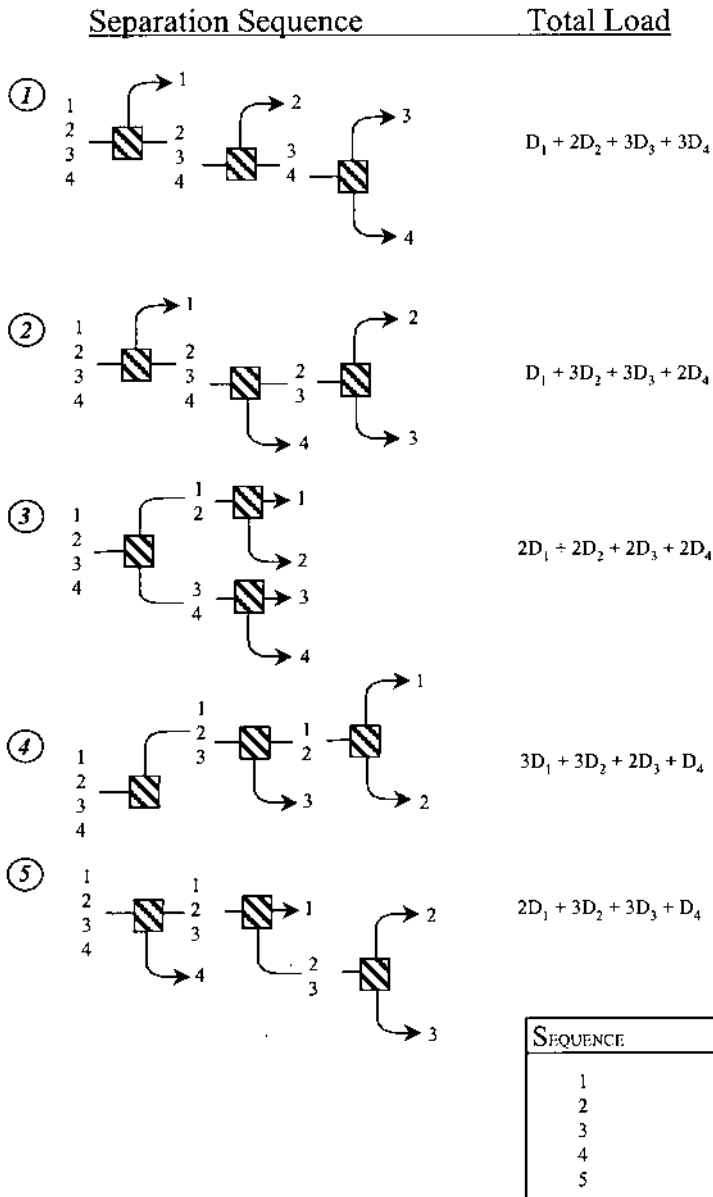 Separation Sequence Total Load
1
1 1 2 3 4
2 2 3 4 2
3 4 3
4
D1 + 2D2 + 3D3 + 3D4
2
1 2 3 4
1
2 3 4
4
2 3
2
3
D1 + 3D2 + 3D3 + 2D4
3
1 2 3 4
1 2
1
2
3 4
3
4
2D1 + 2D2 + 2D3 + 2D4
4
1 2 3 4
1 2 3
3
1 2
1
2
3D1 + 3D2 + 2D3 + D4
5
1 2 3 4
4
1 2 3
1
2 3
2
3
2D1 + 3D2 + 3D3 + D4
SEQUENCE
1
2
3
4
5